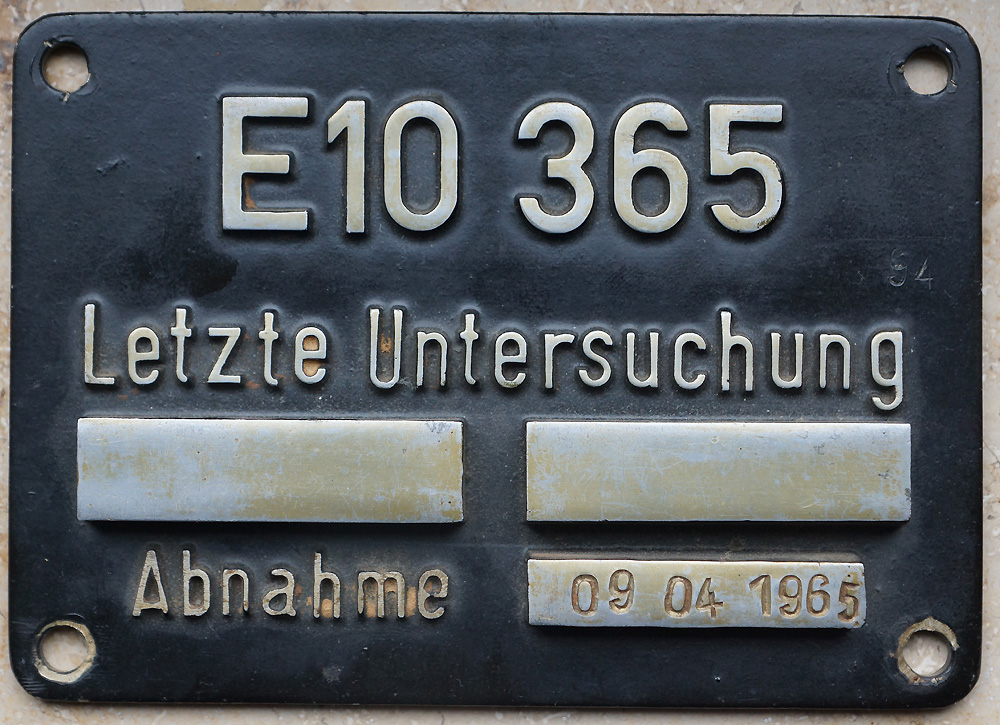 E10 365
Letzte Untersuchung
Abnahme 09 04 1965